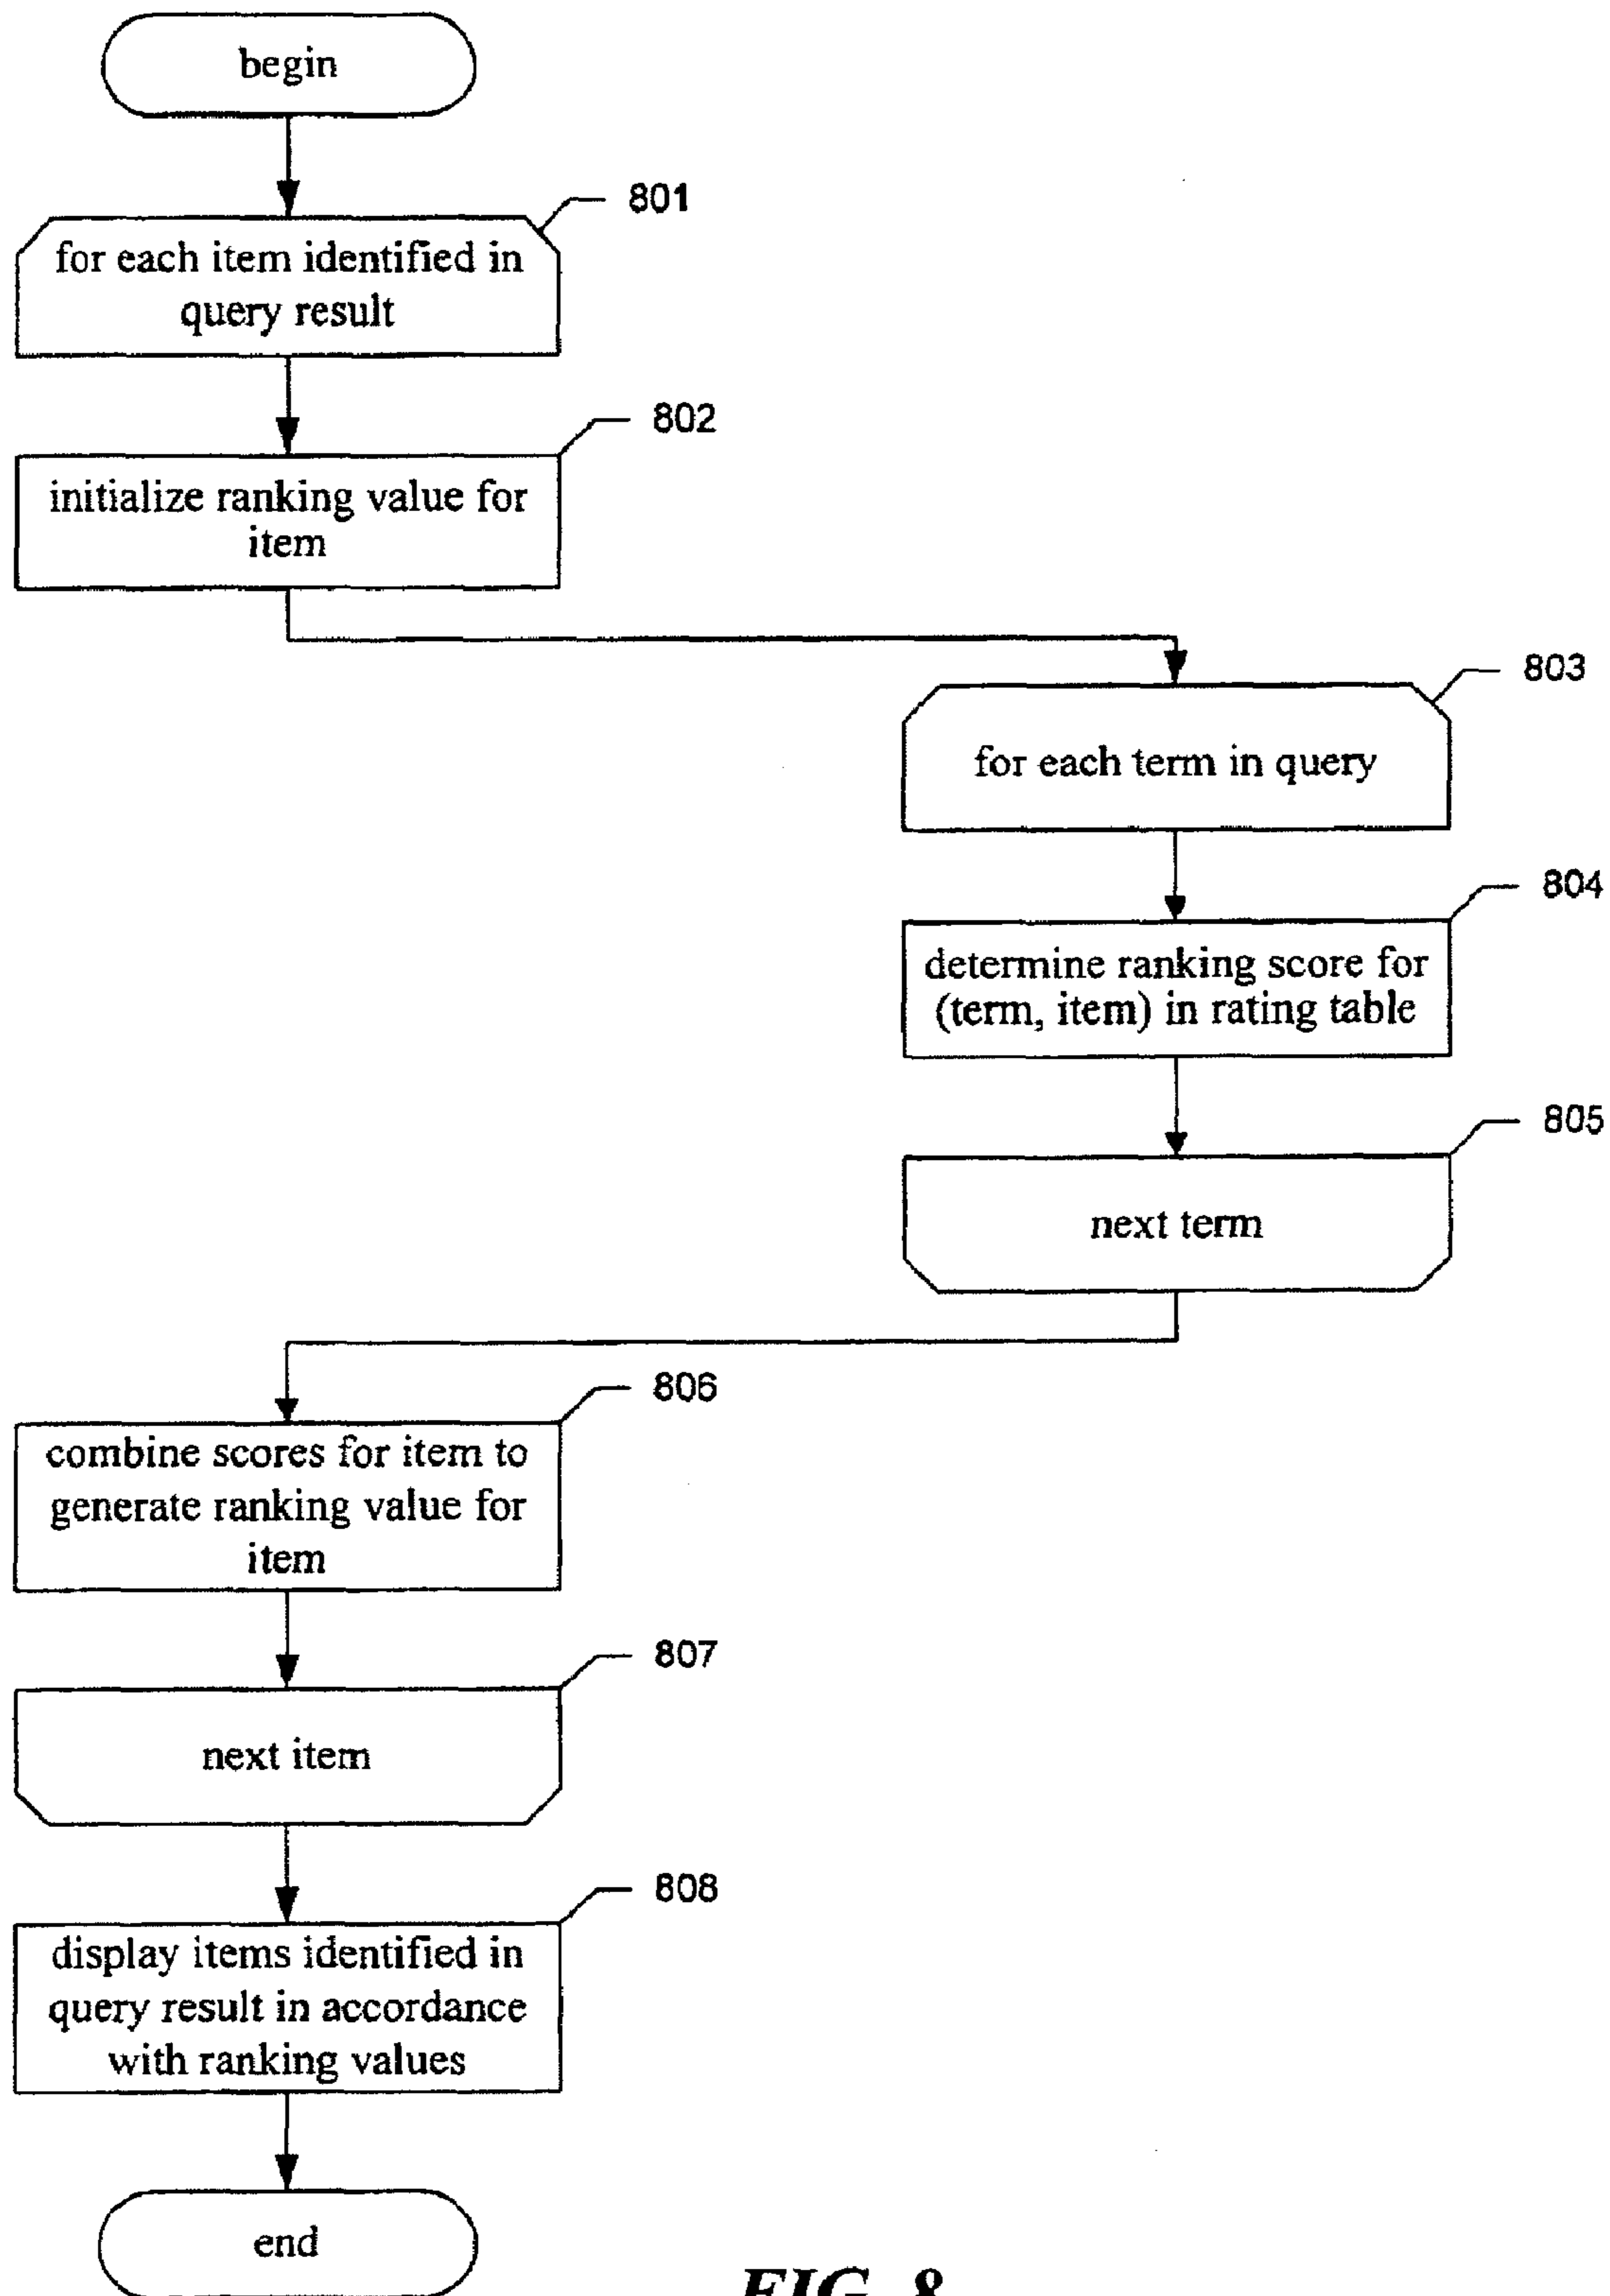 begin
801
for each item identified in
query result
802
initialize ranking value for
item
803
for each term in query
804
determine ranking score for
(term, item) in rating table
805
next term
806
combine scores for item to
generate ranking value for
item
807
next item
808
display items identified in
query result in accordance
with ranking values
end
FIG. 8